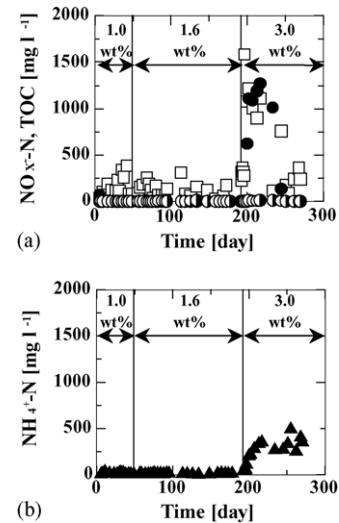 2000
1.0
wt%
1.6
wt%
3.0
wt%
1500
1000
500
0
NOx-N, TOC [mg l-1]
0
100
200
300
(a)
Time [day]
2000
1.0
wt%
1.6
wt%
3.0
wt%
1500
1000
500
0
NH4+-N [mg l-1]
0
100
200
300
(b)
Time [day]